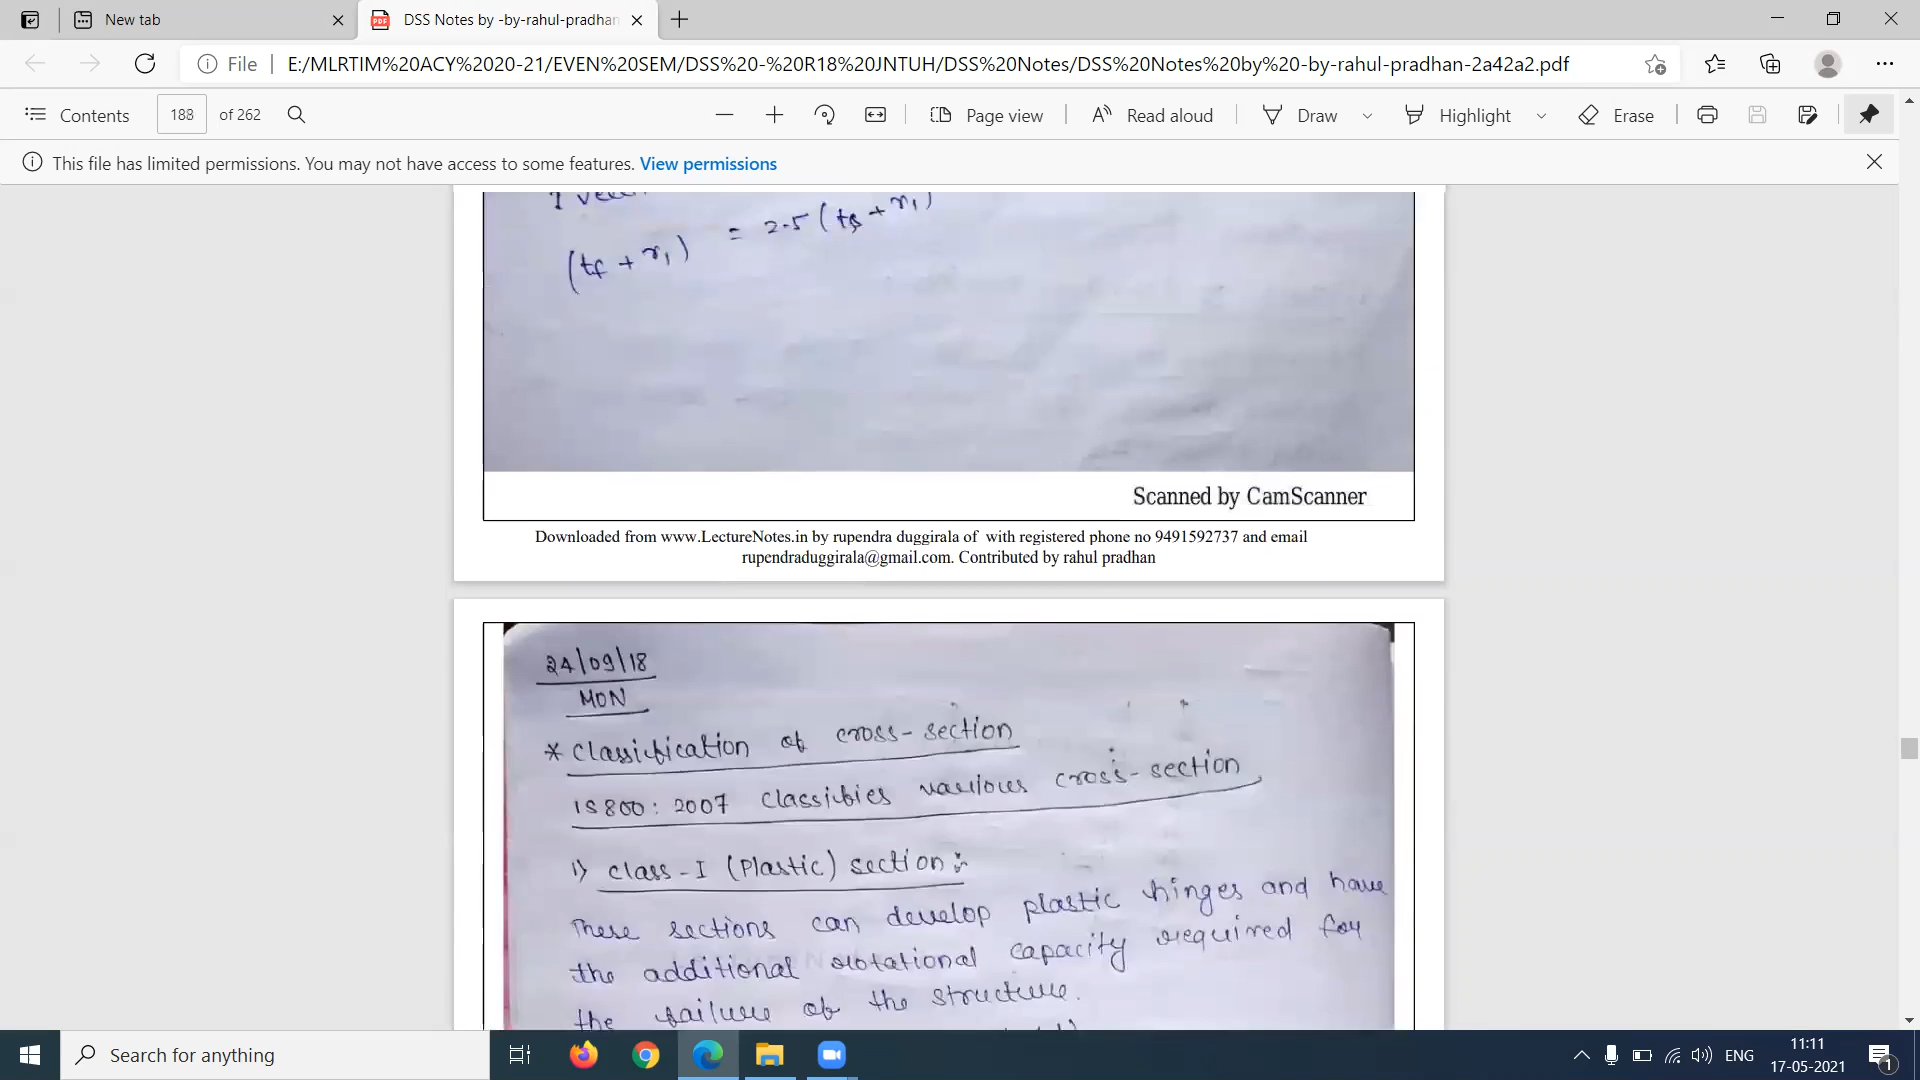 New tab
DSS Notes by -by-rahul-pradhan
File
E:/MLRTIM%20ACY%2020-21/EVEN%20SEM/DSS%20-%20R18%20JNTUH/DSS%20Notes/DSS%20Notes%20by%20-by-rahul-pradhan-2a42a2.pdf
Contents 188 of 262 Page view Read aloud Draw Highlight Erase
This file has limited permissions. You may not have access to some features. View permissions
(tf + r1) = 2.5 (tf + r1)
Scanned by CamScanner
Downloaded from www.LectureNotes.in by rupendra duggirala of with registered phone no 9491592737 and email
rupendraduggirala@gmail.com. Contributed by rahul pradhan
24/09/18
MON
* Classification of cross-section
IS800: 2007 Classifies various cross-section
1) Class-I (Plastic) section:-
These sections can develop plastic hinges and have
the additional rotational capacity required for
the failure of the structure.
Search for anything
ENG
11:11
17-05-2021
1